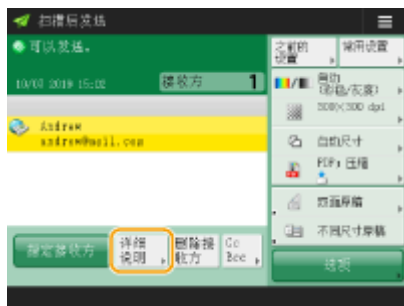 扫描后发送
可以发送。
之前的
设置
常用设置
10/03 2019 15:02
接收方 1
自动
(彩色/灰度)
300×300 dpi
Andrew
andrew@mail.com
自动尺寸
PDF; 压缩
双面原稿
不同尺寸原稿
指定接收方
详细
说明
删除接
收方
Cc
Bcc
选项